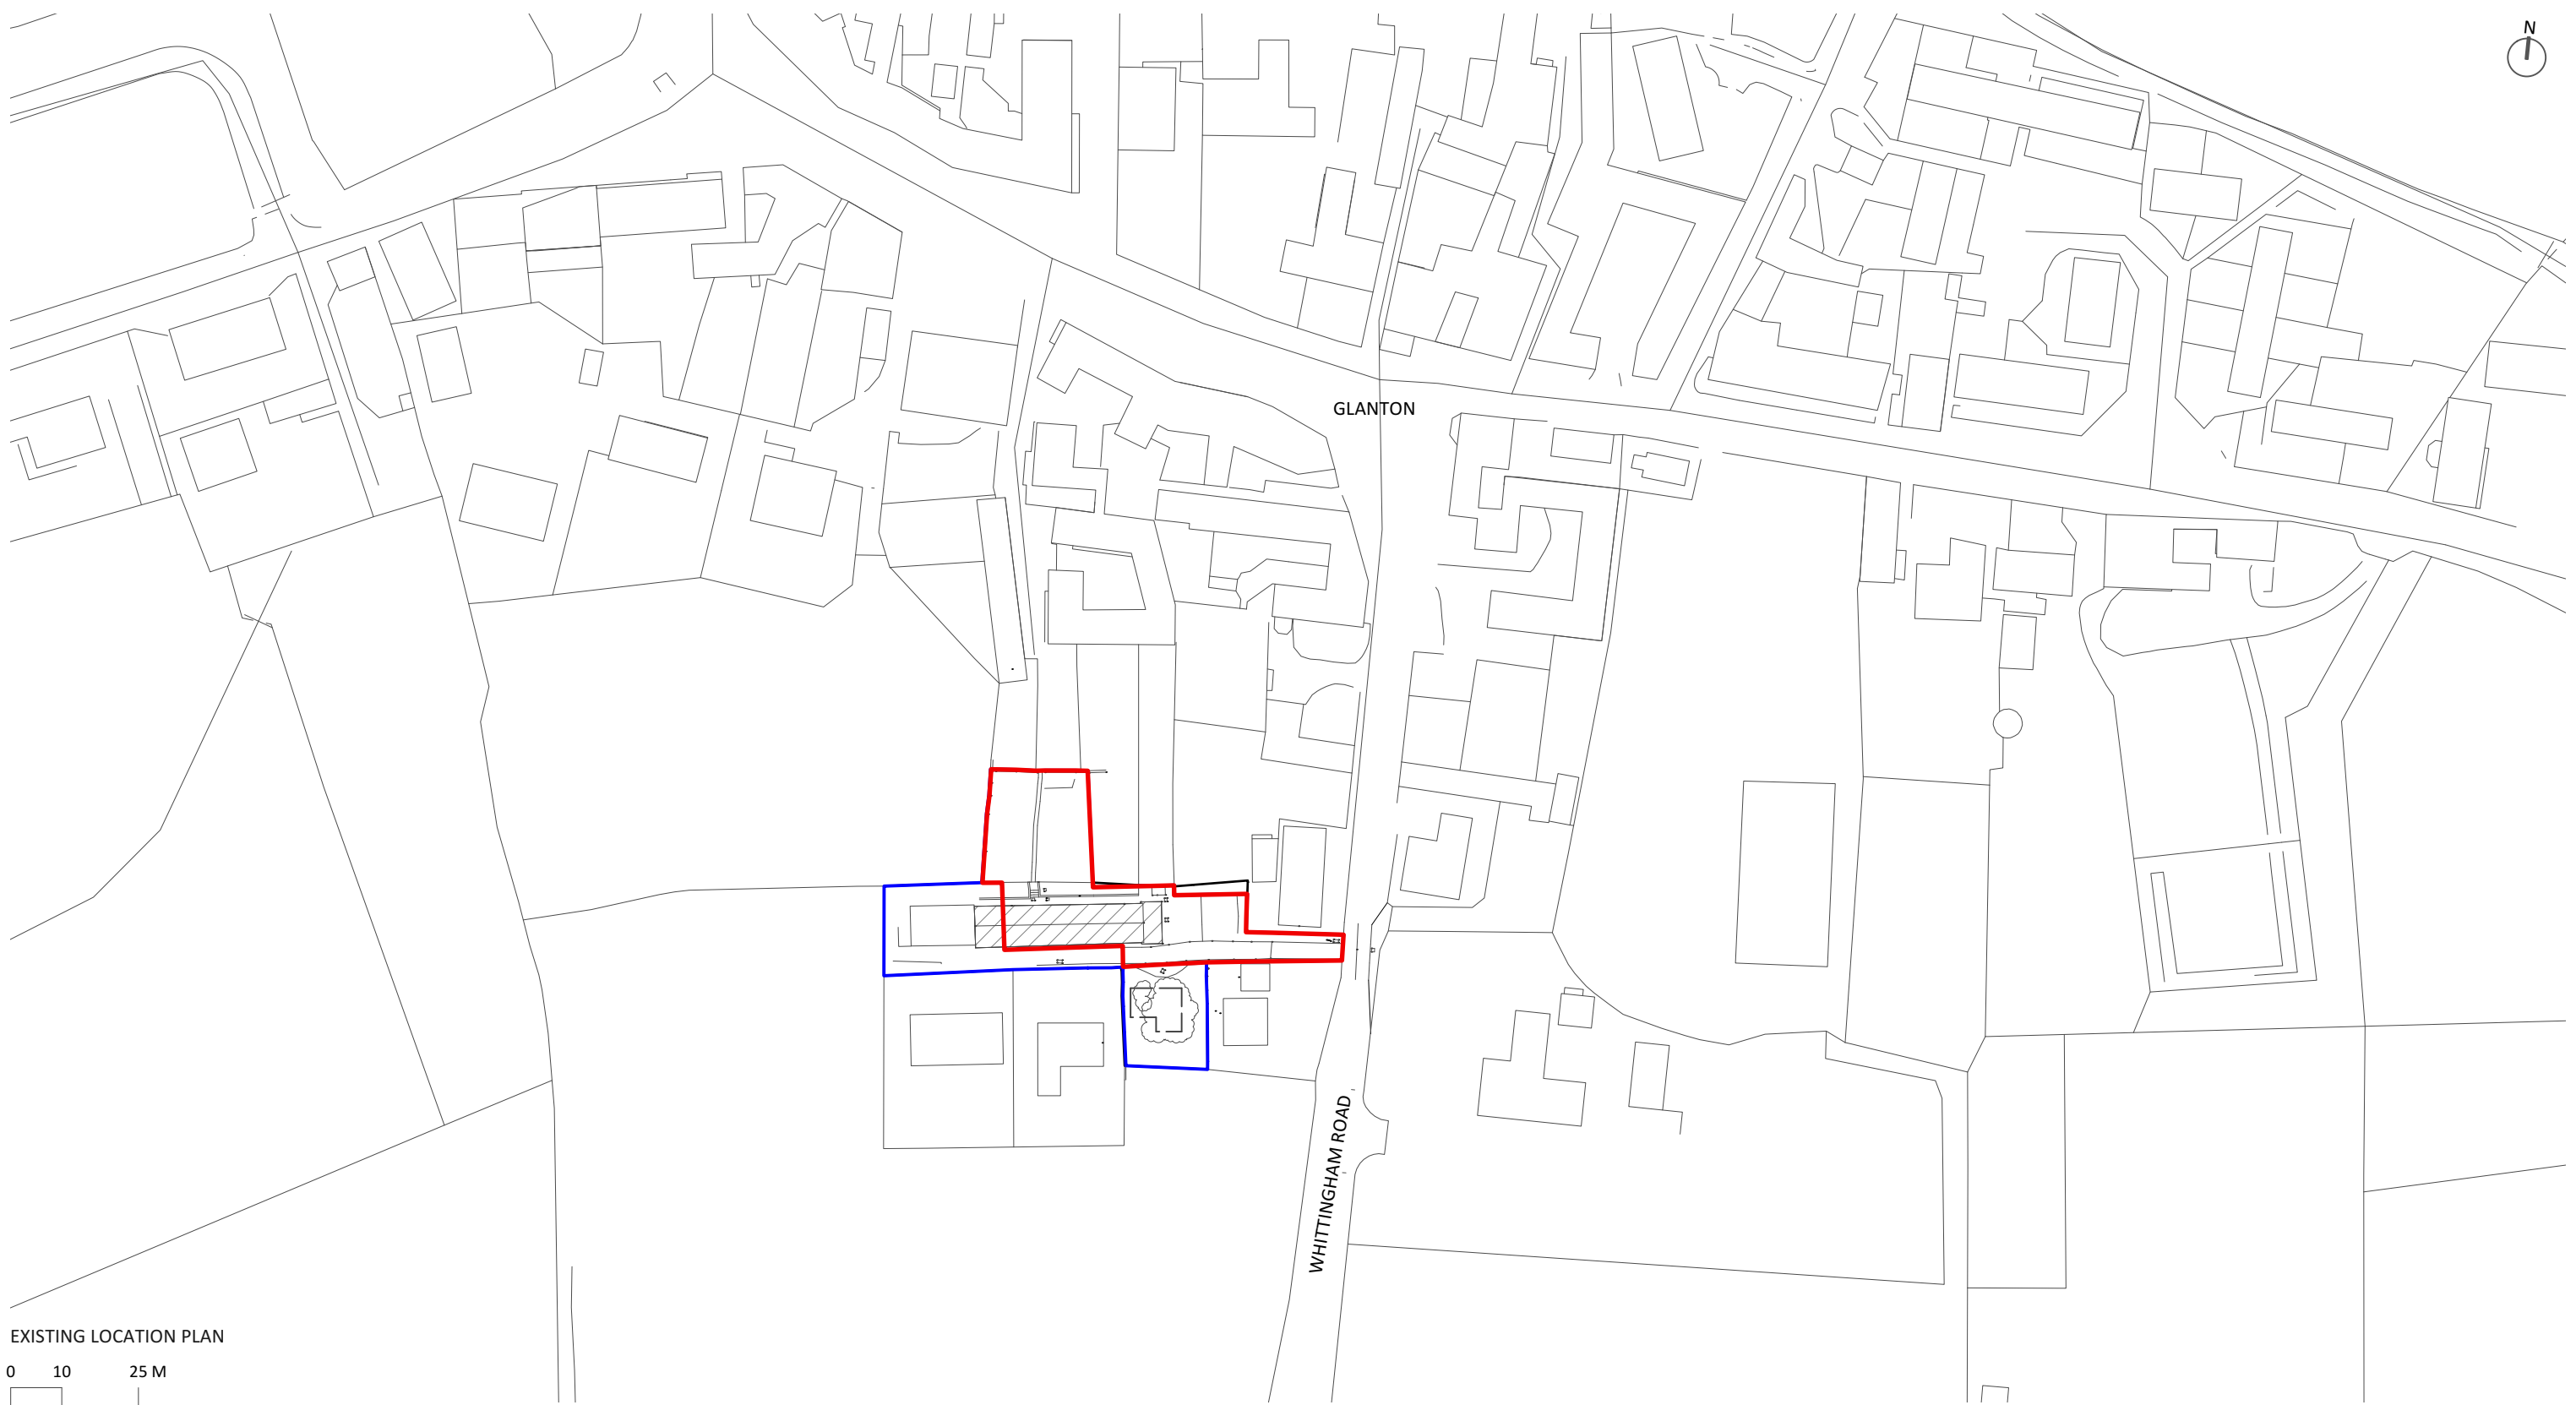 N
GLANTON
WHITTINGHAM ROAD
EXISTING LOCATION PLAN
0 10 25 M